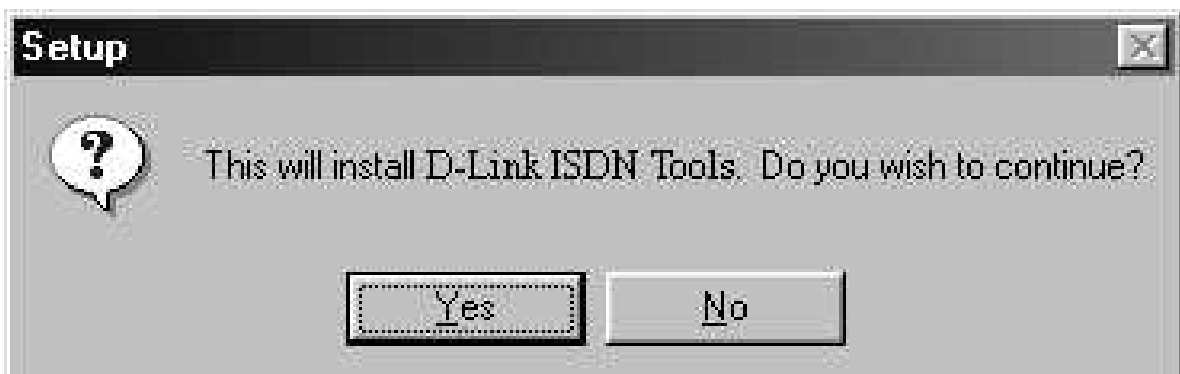 Setup
This will install D-Link ISDN Tools. Do you wish to continue?
Yes No